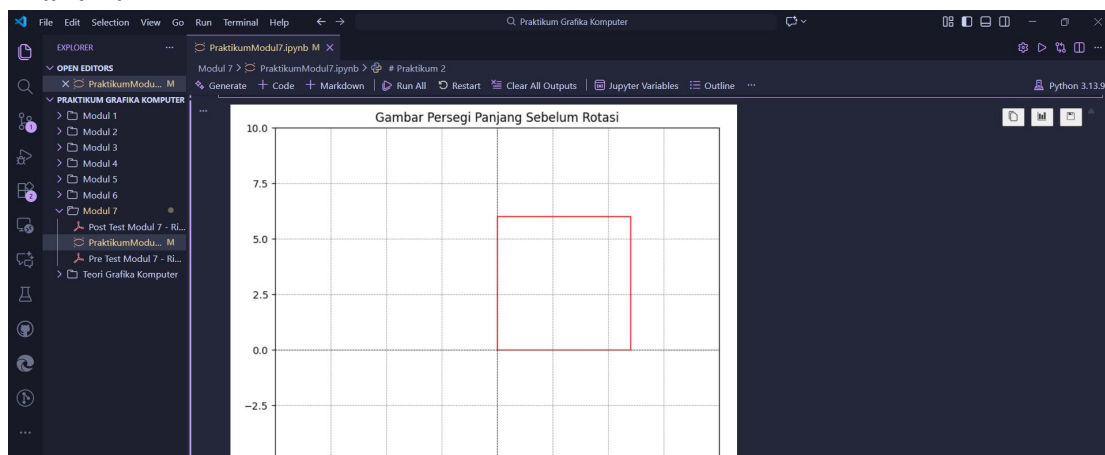 File Edit Selection View Go Run Terminal Help
Praktikum Grafika Komputer
EXPLORER
PraktikumModul7.ipynb M
OPEN EDITORS
Modul 7 > PraktikumModul7.ipynb > # Praktikum 2
PraktikumModu... M
Generate + Code + Markdown Run All Restart Clear All Outputs Jupyter Variables Outline ...
Python 3.13.9
PRAKTIKUM GRAFIKA KOMPUTER
Modul 1
Modul 2
Modul 3
Modul 4
Modul 5
Modul 6
Modul 7
Post Test Modul 7 - Ri...
PraktikumModu... M
Pre Test Modul 7 - Ri...
Teori Grafika Komputer
1
2
Gambar Persegi Panjang Sebelum Rotasi
10.0
7.5
5.0
2.5
0.0
−2.5